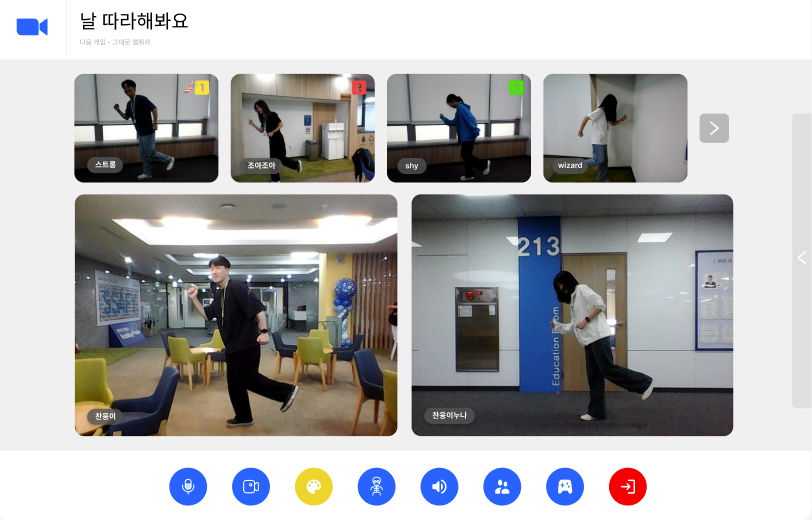 날 따라해봐요
다음 게임 - 그대로 멈춰라
1
2
3
스트롱
조아조아
shy
wizard
213
Education Room
찬웅이
찬웅이누나